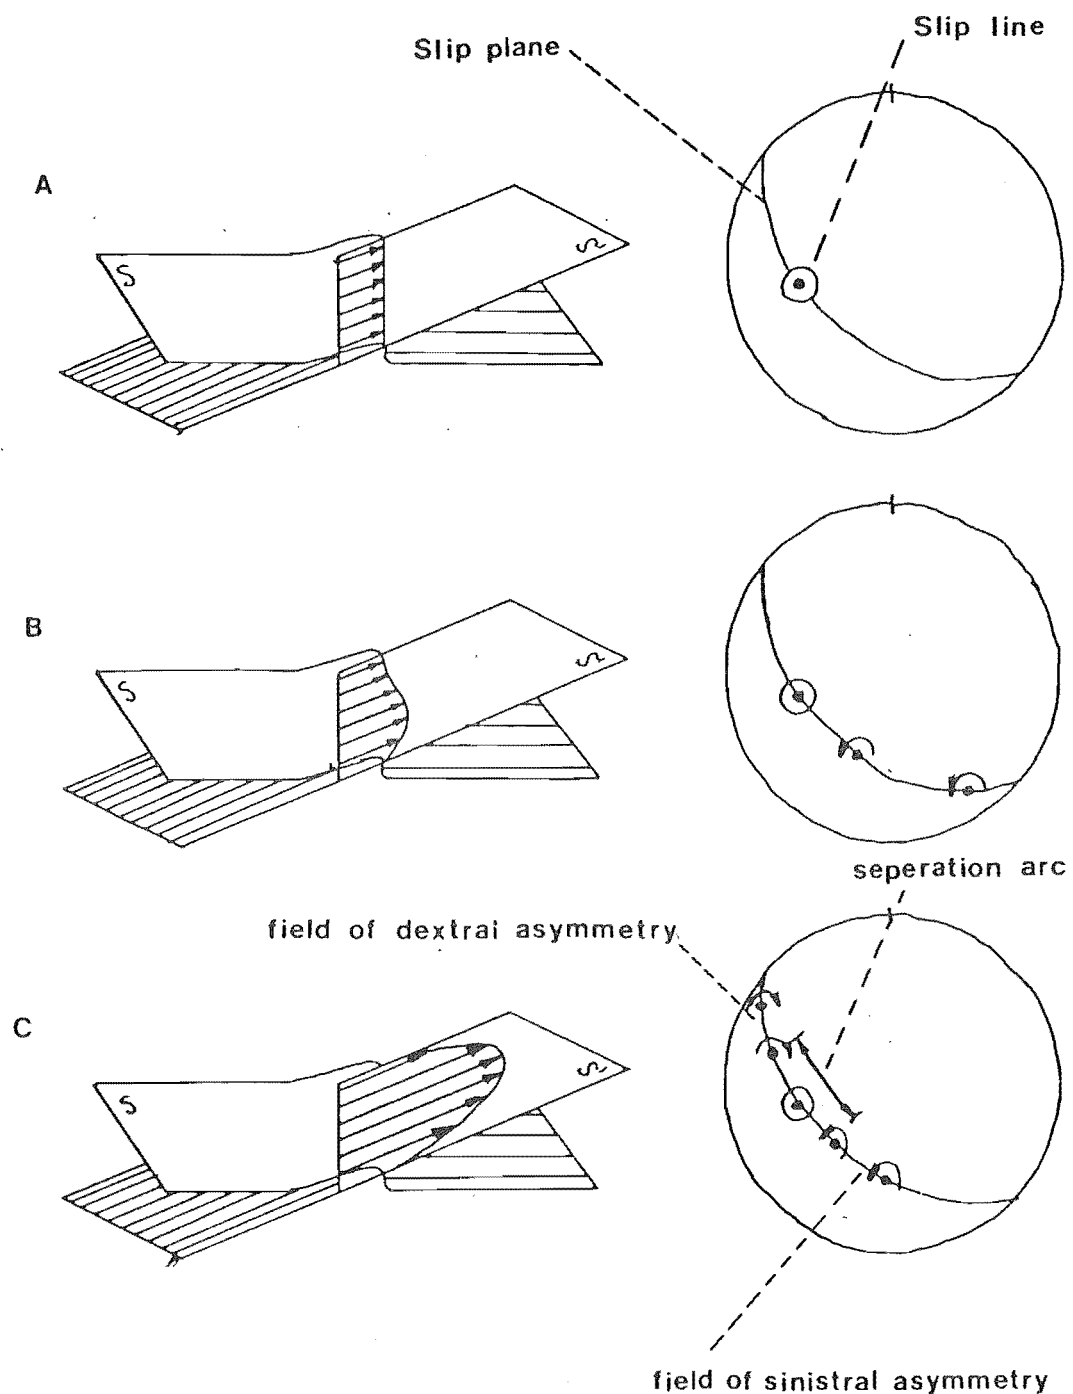 Slip line
Slip plane
A
S
S
B
S
S
seperation arc
field of dextral asymmetry
C
S
S
field of sinistral asymmetry